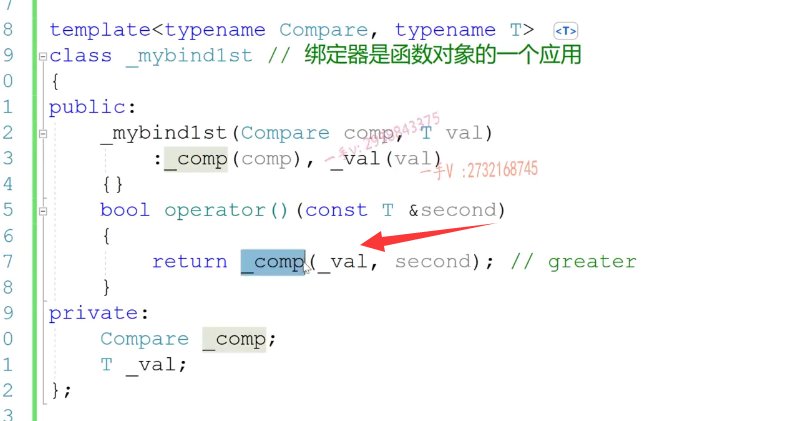 7
8 template<typename Compare, typename T> <T>
9 class _mybind1st // 绑定器是函数对象的一个应用
0 {
1 public:
2 _mybind1st(Compare comp, T val)
3 :_comp(comp), _val(val)
一手v: 2998843375
一手V :2732168745
4 {}
5 bool operator()(const T &second)
6 {
7 return _comp(_val, second); // greater
8 }
9 private:
0 Compare _comp;
1 T _val;
2 };
3